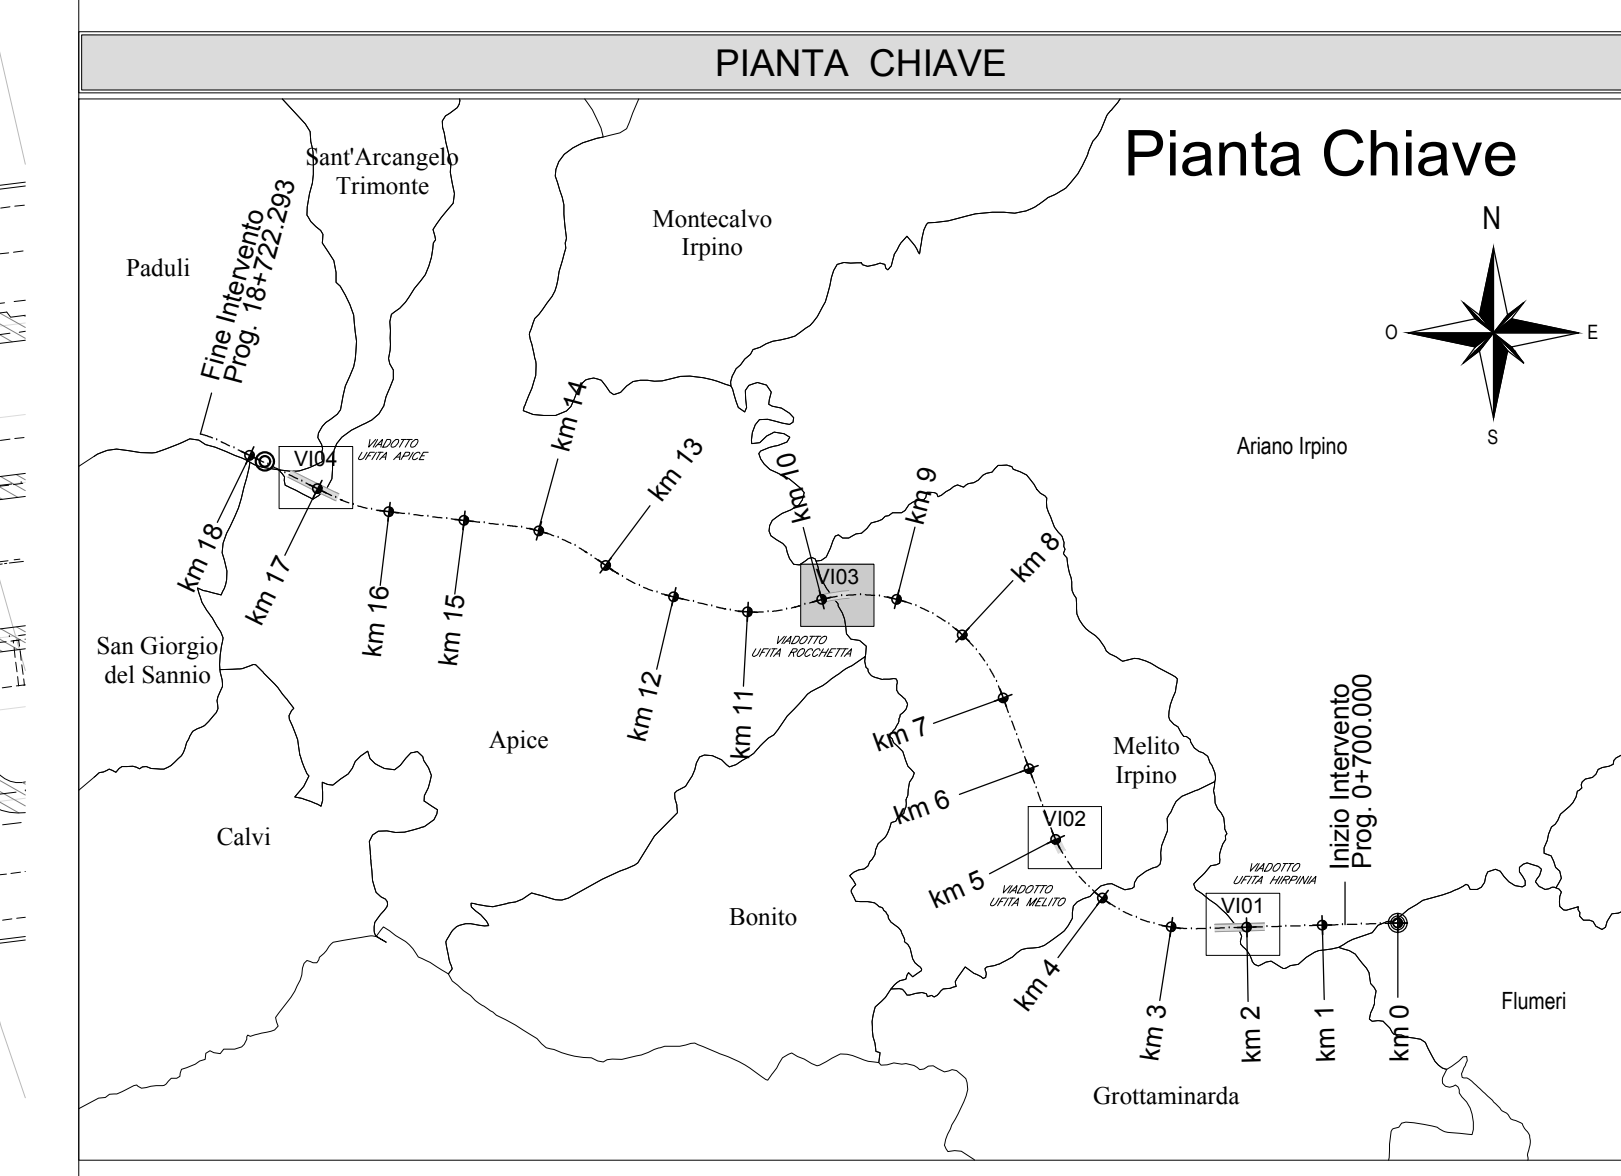 PIANTA CHIAVE
Pianta Chiave
N
O
E
S
Sant'Arcangelo
Trimonte
Montecalvo
Irpino
Paduli
Fine Intervento
Prog. 18+722.293
Ariano Irpino
VI04
VIADOTTO
UFITA APICE
km 18
km 17
km 16
km 15
km 14
km 13
km 12
km 11
km 10
km 9
km 8
VI03
VIADOTTO
UFITA ROCCHETTA
San Giorgio
del Sannio
Apice
Calvi
Bonito
km 7
km 6
km 5
VI02
VIADOTTO
UFITA MELITO
Melito
Irpino
Inizio Intervento
Prog. 0+700.000
VIADOTTO
UFITA HIRPINIA
VI01
km 4
km 3
km 2
km 1
km 0
Flumeri
Grottaminarda